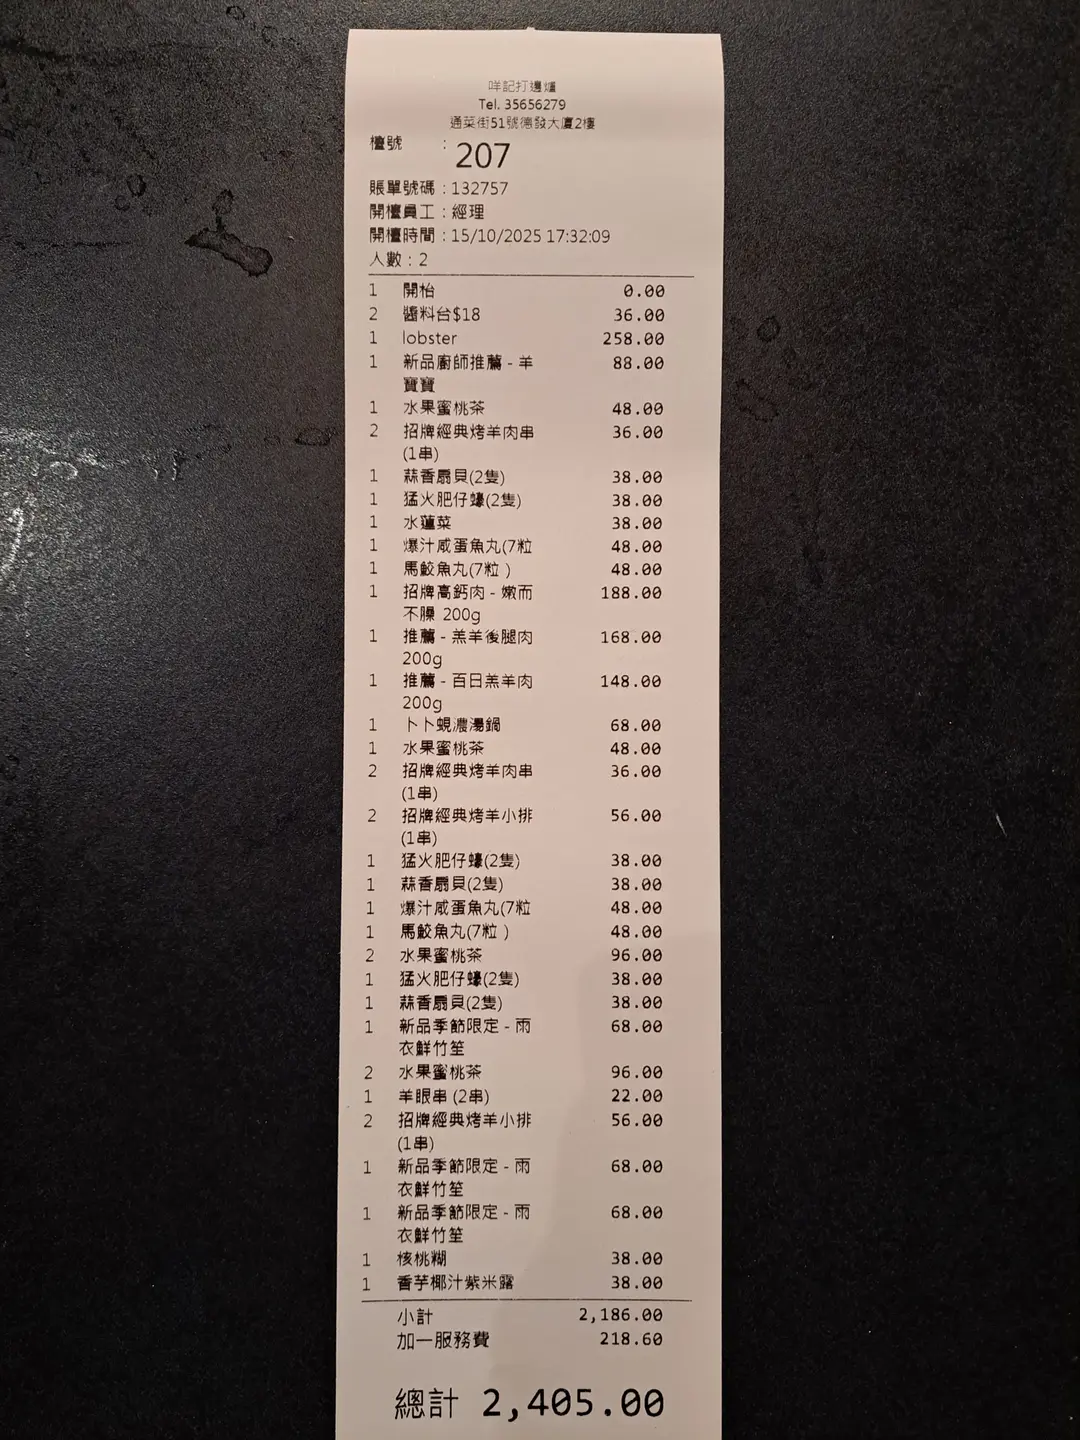 咩記打邊爐
Tel. 35656279
通菜街51號德發大廈2樓
檯號 : 207
賬單號碼 : 132757
開檯員工 : 經理
開檯時間 : 15/10/2025 17:32:09
人數 : 2
1 開枱 0.00
2 醬料台$18 36.00
1 lobster 258.00
1 新品廚師推薦 - 羊 88.00
寶寶
1 水果蜜桃茶 48.00
2 招牌經典烤羊肉串 36.00
(1串)
1 蒜香扇貝(2隻) 38.00
1 猛火肥仔蠔(2隻) 38.00
1 水蓮菜 38.00
1 爆汁咸蛋魚丸(7粒 48.00
1 馬鮫魚丸(7粒 ) 48.00
1 招牌高鈣肉 - 嫩而 188.00
不臊 200g
1 推薦 - 羔羊後腿肉 168.00
200g
1 推薦 - 百日羔羊肉 148.00
200g
1 卜卜蜆濃湯鍋 68.00
1 水果蜜桃茶 48.00
2 招牌經典烤羊肉串 36.00
(1串)
2 招牌經典烤羊小排 56.00
(1串)
1 猛火肥仔蠔(2隻) 38.00
1 蒜香扇貝(2隻) 38.00
1 爆汁咸蛋魚丸(7粒 48.00
1 馬鮫魚丸(7粒 ) 48.00
2 水果蜜桃茶 96.00
1 猛火肥仔蠔(2隻) 38.00
1 蒜香扇貝(2隻) 38.00
1 新品季節限定 - 雨 68.00
衣鮮竹笙
2 水果蜜桃茶 96.00
1 羊眼串 (2串) 22.00
2 招牌經典烤羊小排 56.00
(1串)
1 新品季節限定 - 雨 68.00
衣鮮竹笙
1 新品季節限定 - 雨 68.00
衣鮮竹笙
1 核桃糊 38.00
1 香芋椰汁紫米露 38.00
小計 2,186.00
加一服務費 218.60
總計 2,405.00